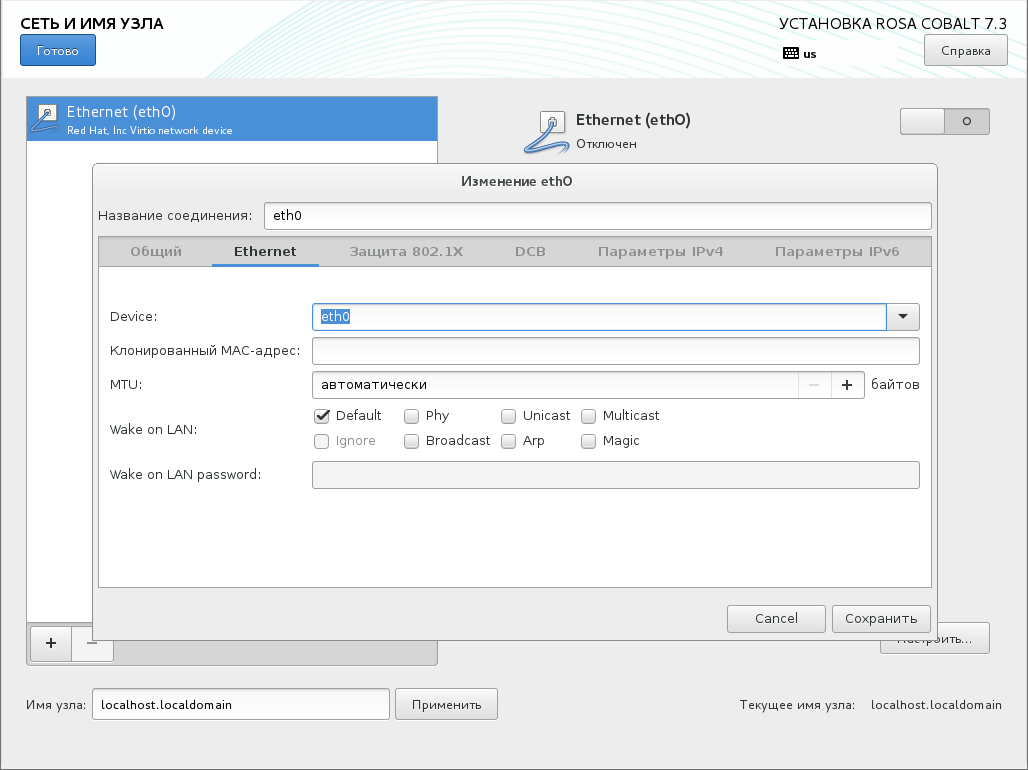 СЕТЬ И ИМЯ УЗЛА
УСТАНОВКА ROSA COBALT 7.3
Готово
us
Справка
Ethernet (eth0)
Red Hat, Inc Virtio network device
Ethernet (eth0)
Отключен
Изменение eth0
Название соединения: eth0
Общий Ethernet Защита 802.1X DCB Параметры IPv4 Параметры IPv6
Device: eth0
Клонированный MAC-адрес:
MTU: автоматически − + байтов
Wake on LAN:
Default Phy Unicast Multicast
Ignore Broadcast Arp Magic
Wake on LAN password:
Cancel Сохранить
+ −
Настроить...
Имя узла: localhost.localdomain Применить
Текущее имя узла: localhost.localdomain